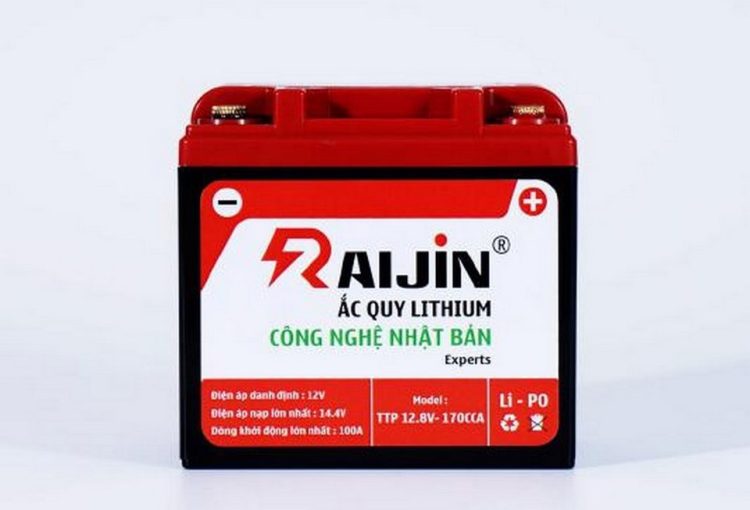 RAIJIN®
ẮC QUY LITHIUM
CÔNG NGHỆ NHẬT BẢN
Experts
Điện áp danh định : 12V
Điện áp nạp lớn nhất : 14.4V
Dòng khởi động lớn nhất : 100A
Model :
TTP 12.8V- 170CCA
Li - PO